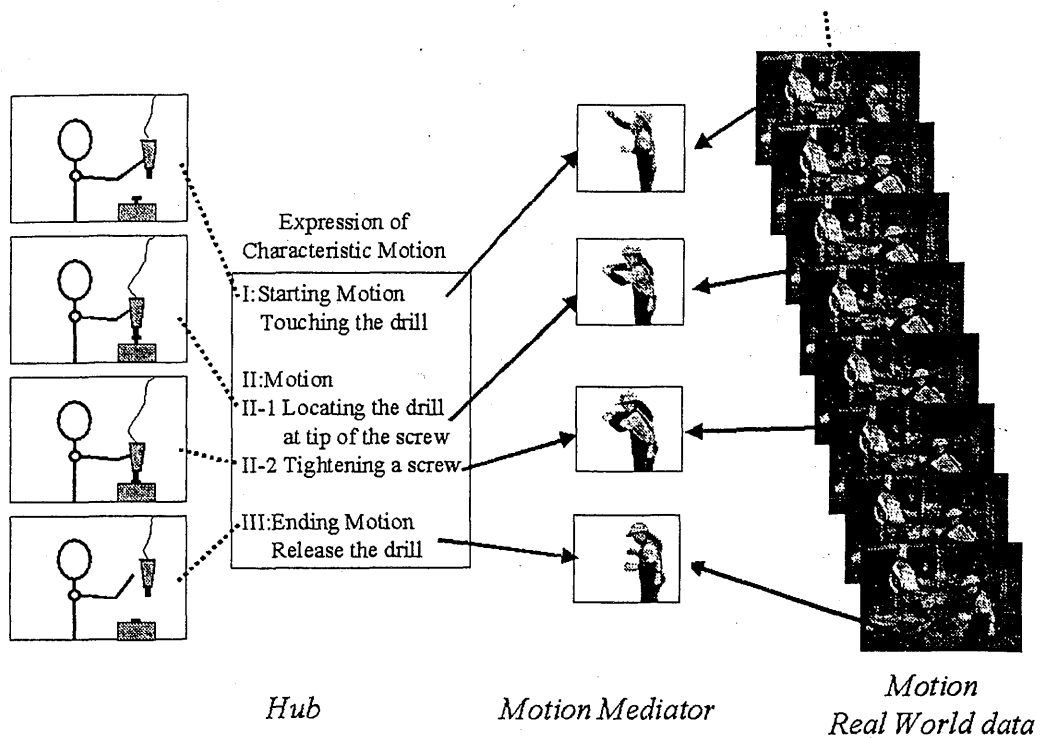 Expression of
Characteristic Motion
I:Starting Motion
Touching the drill
II:Motion
II-1 Locating the drill
at tip of the screw
II-2 Tightening a screw
III:Ending Motion
Release the drill
Hub
Motion Mediator
Motion
Real World data